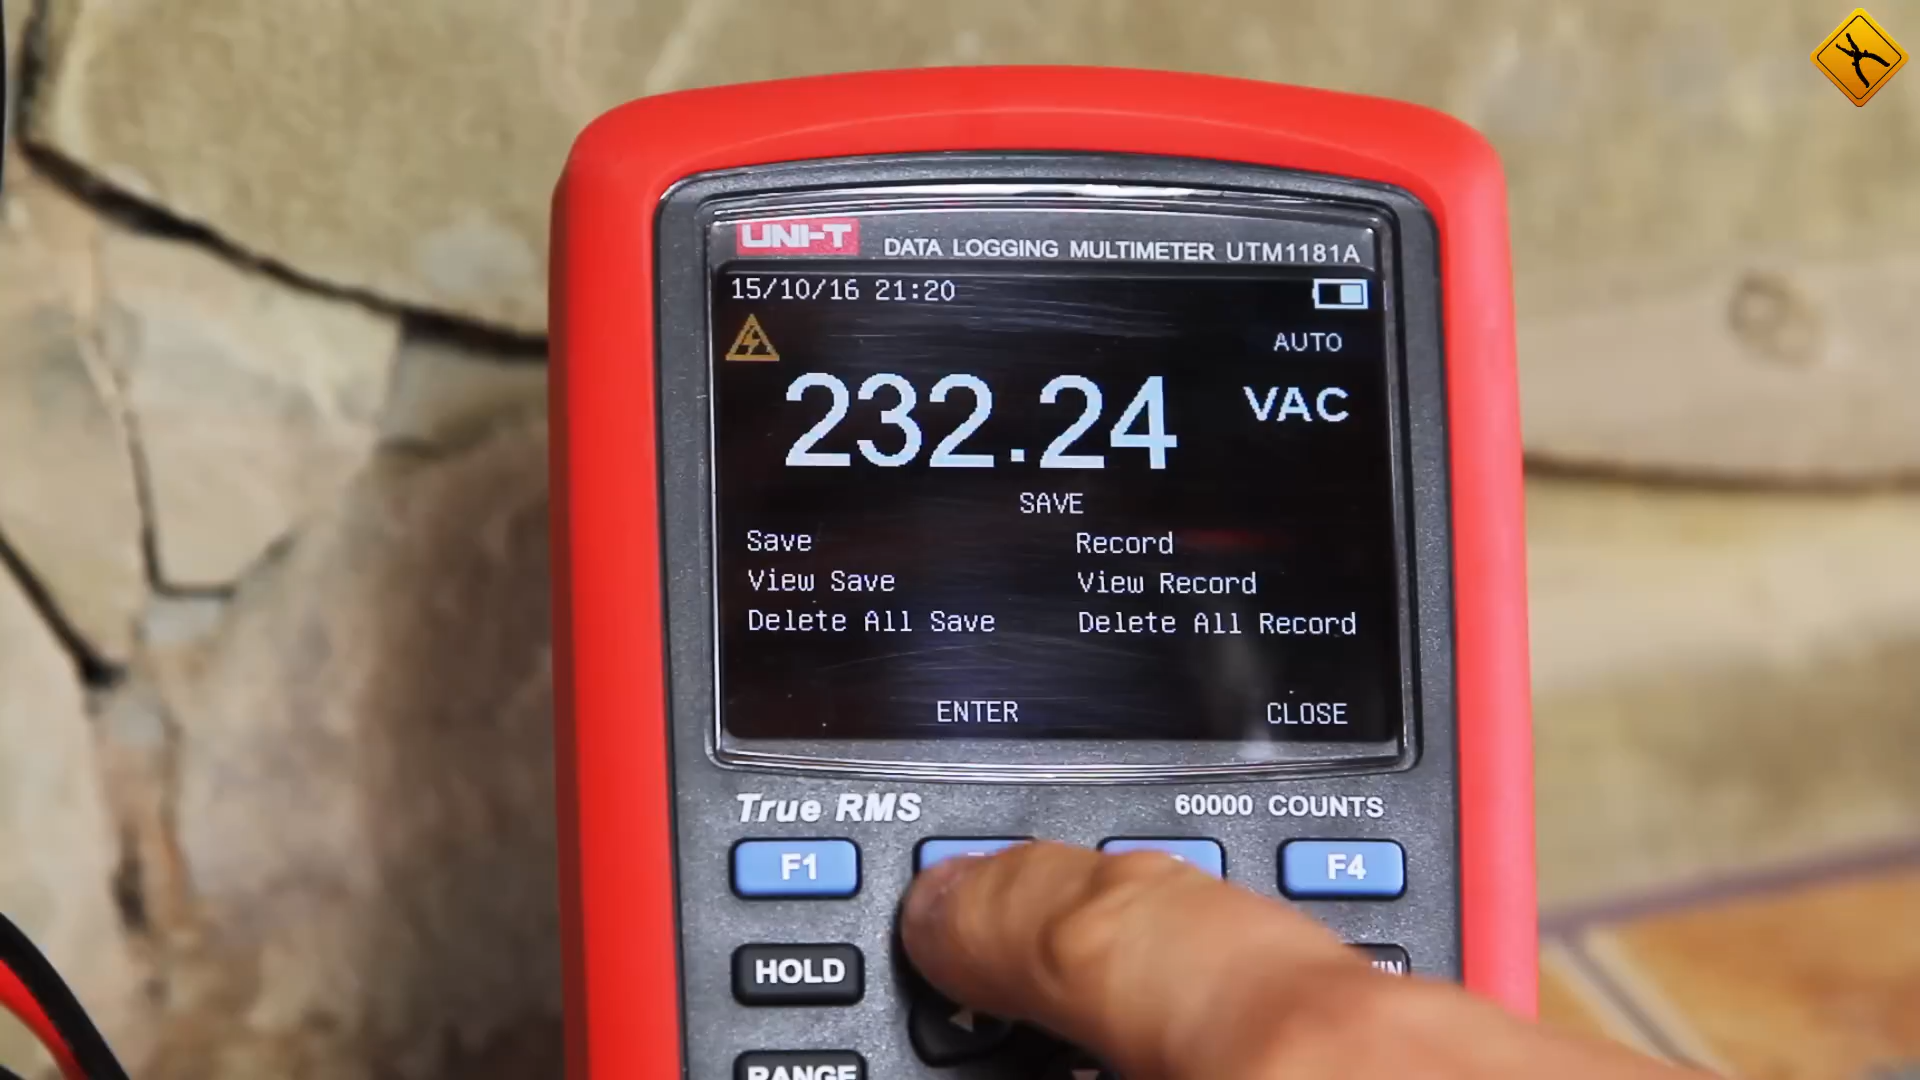 UNI-T DATA LOGGING MULTIMETER UTM1181A
15/10/16 21:20
AUTO
232.24 VAC
SAVE
Save Record
View Save View Record
Delete All Save Delete All Record
ENTER CLOSE
True RMS 60000 COUNTS
F1 F4
HOLD
RANGE